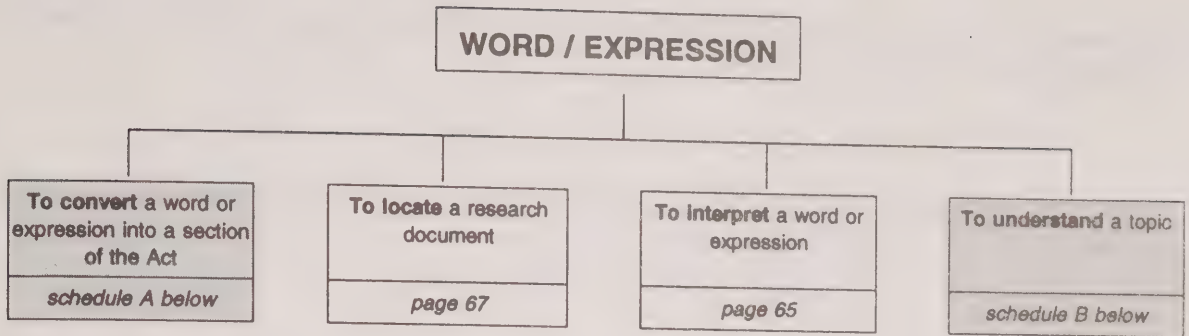 WORD / EXPRESSION
To convert a word or
expression into a section
of the Act
schedule A below
To locate a research
document
page 67
To interpret a word or
expression
page 65
To understand a topic
schedule B below